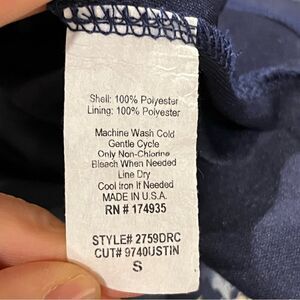 Shell: 100% Polyester
Lining: 100% Polyester
Machine Wash Cold
Gentle Cycle
Only Non-Chlorine
Bleach When Needed
Line Dry
Cool Iron If Needed
MADE IN U.S.A.
RN # 174935
STYLE# 2759DRC
CUT# 9740USTIN
S